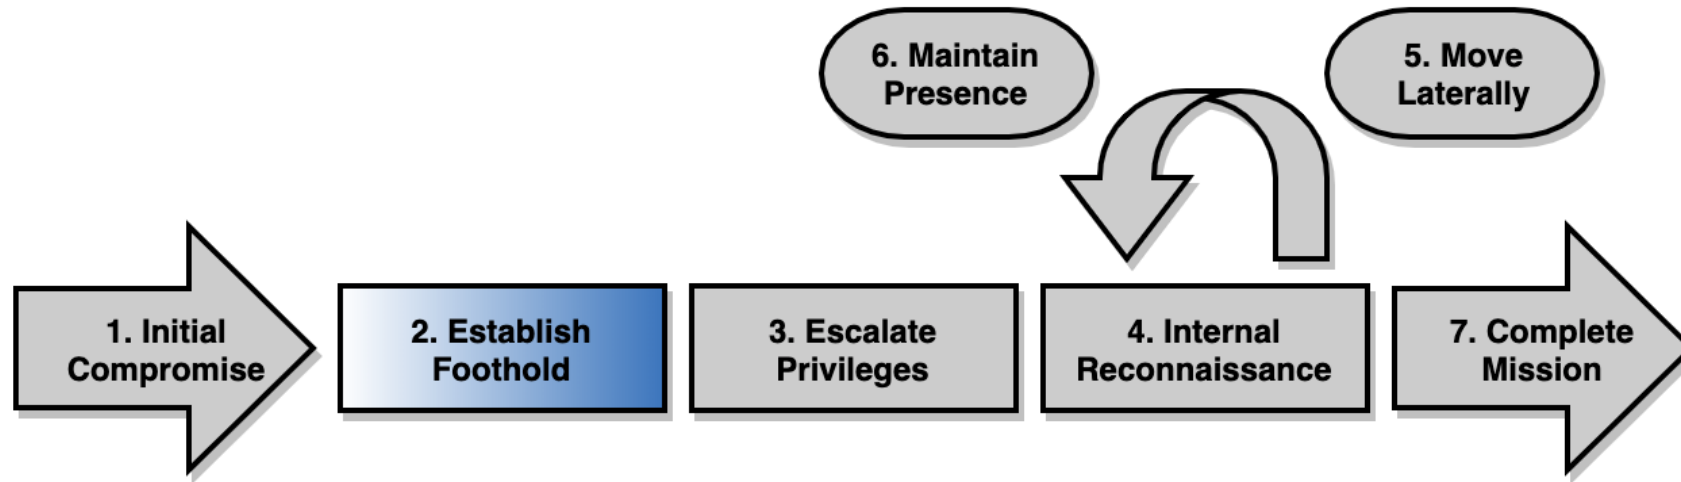 6. Maintain
Presence
5. Move
Laterally
1. Initial
Compromise
2. Establish
Foothold
3. Escalate
Privileges
4. Internal
Reconnaissance
7. Complete
Mission